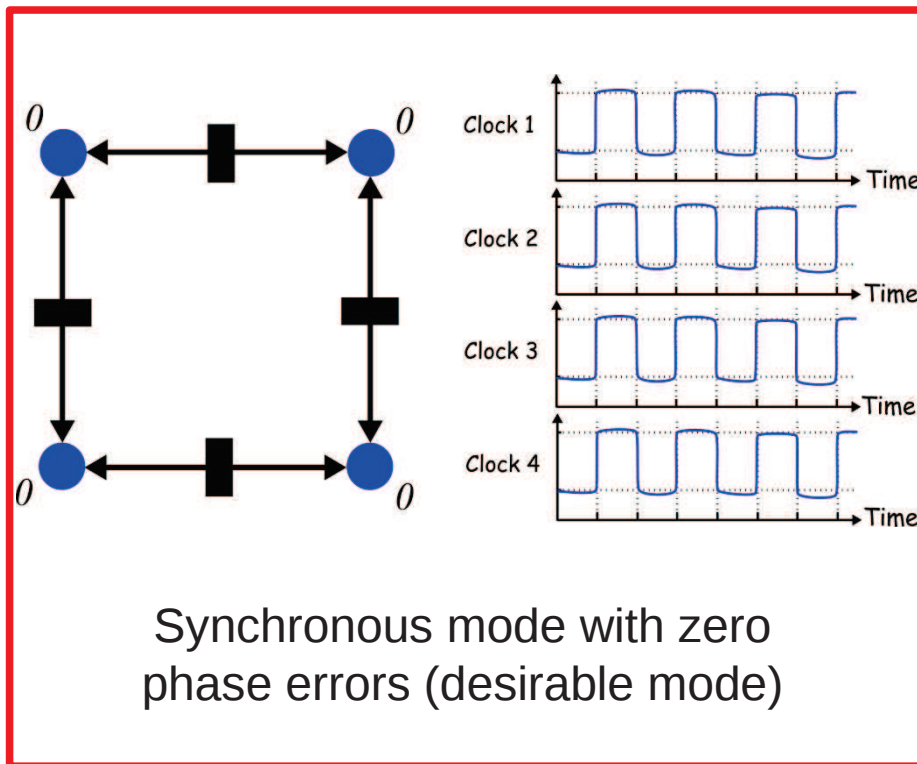 0
0
0
0
Clock 1
Time
Clock 2
Time
Clock 3
Time
Clock 4
Time
Synchronous mode with zero
phase errors (desirable mode)